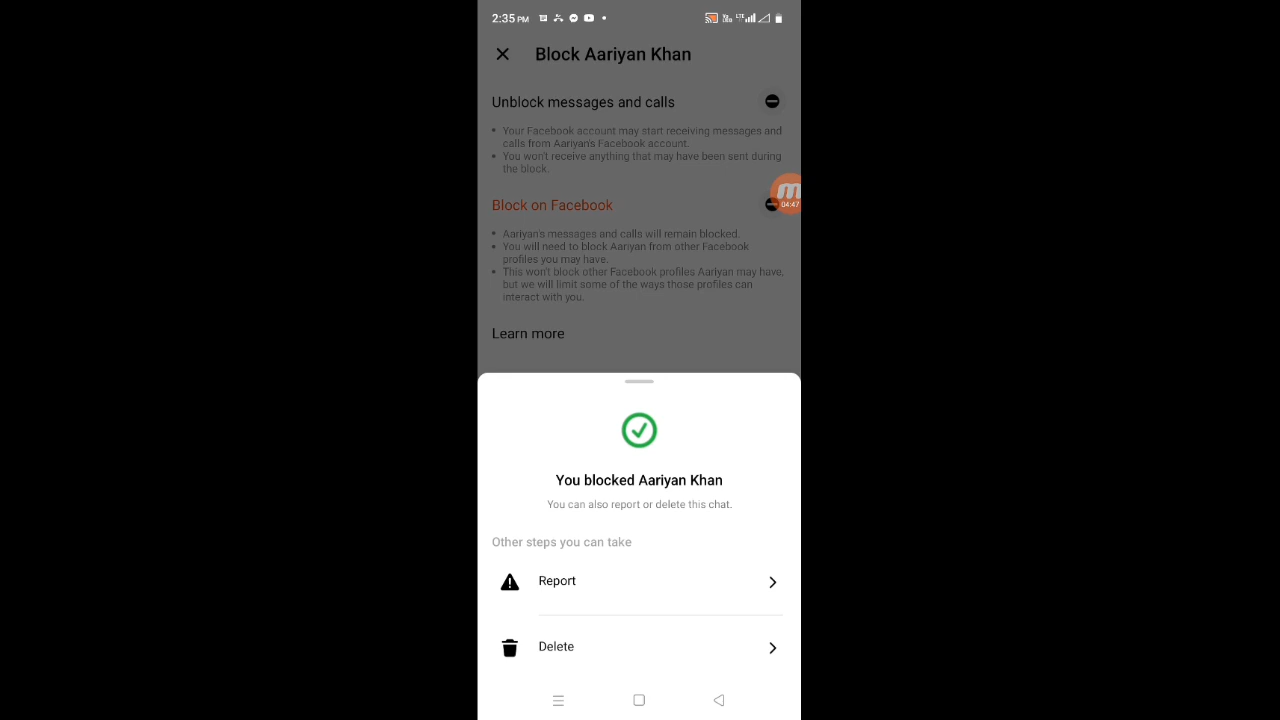 2:35 PM
Block Aariyan Khan
Unblock messages and calls
• Your Facebook account may start receiving messages and
calls from Aariyan's Facebook account.
• You won't receive anything that may have been sent during
the block.
04:47
Block on Facebook
• Aariyan's messages and calls will remain blocked.
• You will need to block Aariyan from other Facebook
profiles you may have.
• This won't block other Facebook profiles Aariyan may have,
but we will limit some of the ways those profiles can
interact with you.
Learn more
You blocked Aariyan Khan
You can also report or delete this chat.
Other steps you can take
Report
Delete